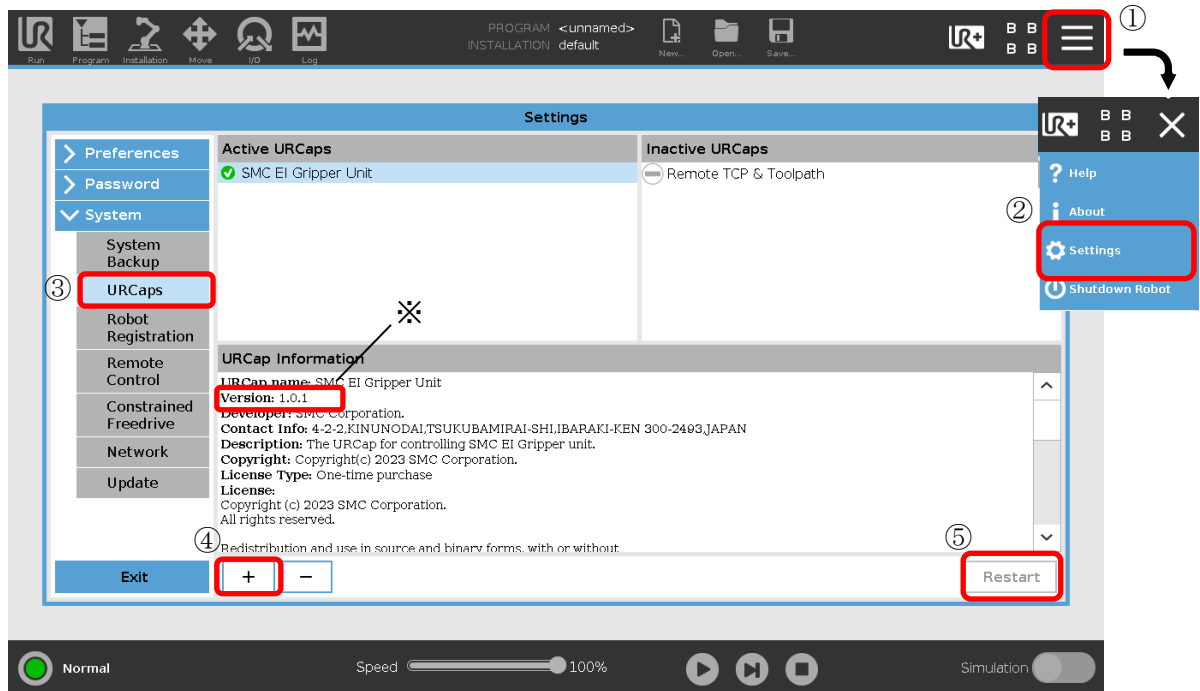 ①
UR
PROGRAM <unnamed>
INSTALLATION default
UR+
B B
B B
Run
Program
Installation
Move
I/O
Log
New...
Open...
Save...
Settings
UR+
B B
B B
Preferences
Password
System
System
Backup
③
URCaps
Robot
Registration
Remote
Control
Constrained
Freedrive
Network
Update
Exit
Active URCaps
SMC EI Gripper Unit
Inactive URCaps
Remote TCP & Toolpath
② 
? Help
i About
Settings
Shutdown Robot
※
URCap Information
URCap name: SMC EI Gripper Unit
Version: 1.0.1
Developer: SMC Corporation.
Contact Info: 4-2-2,KINUNODAI,TSUKUBAMIRAI-SHI,IBARAKI-KEN 300-2493,JAPAN
Description: The URCap for controlling SMC EI Gripper unit.
Copyright: Copyright(c) 2023 SMC Corporation.
License Type: One-time purchase
License:
Copyright (c) 2023 SMC Corporation.
All rights reserved.
Redistribution and use in source and binary forms, with or without
④
+
−
⑤
Restart
Normal
Speed
100%
Simulation